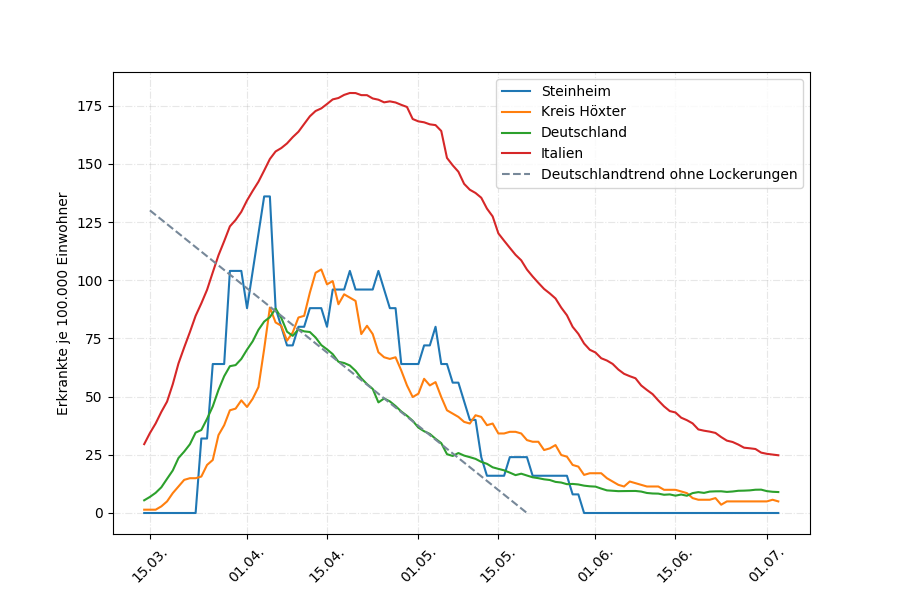 Steinheim
Kreis Höxter
Deutschland
Italien
Deutschlandtrend ohne Lockerungen
Erkrankte je 100.000 Einwohner
175
150
125
100
75
50
25
0
15.03.
01.04.
15.04.
01.05.
15.05.
01.06.
15.06.
01.07.